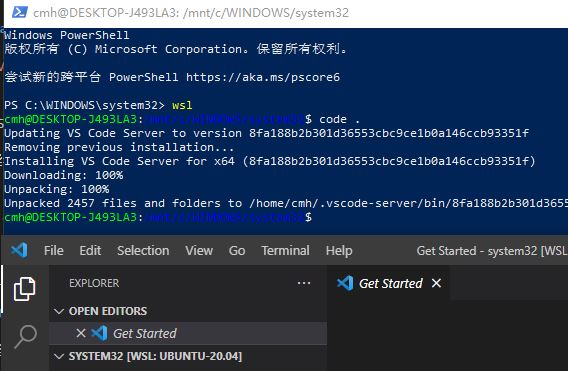 cmh@DESKTOP-J493LA3: /mnt/c/WINDOWS/system32
Windows PowerShell
版权所有 (C) Microsoft Corporation。保留所有权利。
尝试新的跨平台 PowerShell https://aka.ms/pscore6
PS C:\WINDOWS\system32> wsl
cmh@DESKTOP-J493LA3:/mnt/c/WINDOWS/system32$ code .
Updating VS Code Server to version 8fa188b2b301d36553cbc9ce1b0a146ccb93351f
Removing previous installation...
Installing VS Code Server for x64 (8fa188b2b301d36553cbc9ce1b0a146ccb93351f)
Downloading: 100%
Unpacking: 100%
Unpacked 2457 files and folders to /home/cmh/.vscode-server/bin/8fa188b2b301d3655
cmh@DESKTOP-J493LA3:/mnt/c/WINDOWS/system32$
File Edit Selection View Go Terminal Help Get Started - system32 [WSL
EXPLORER ··· Get Started
OPEN EDITORS
Get Started
SYSTEM32 [WSL: UBUNTU-20.04]